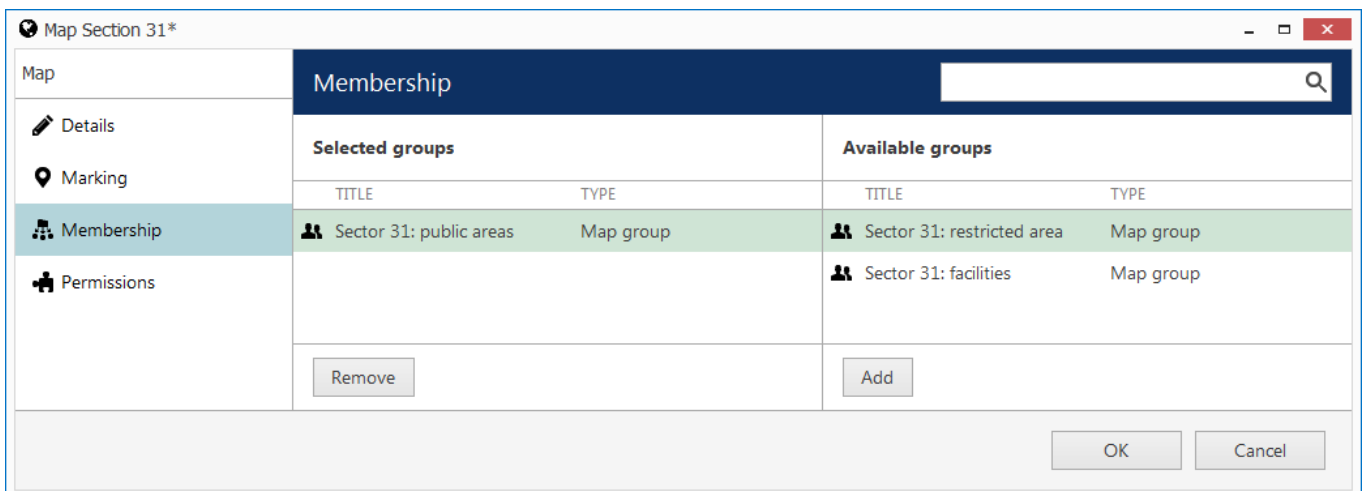 Map Section 31*
Map
Details
Marking
Membership
Permissions
Membership
Selected groups
TITLE TYPE
Sector 31: public areas Map group
Remove
Available groups
TITLE TYPE
Sector 31: restricted area Map group
Sector 31: facilities Map group
Add
OK Cancel